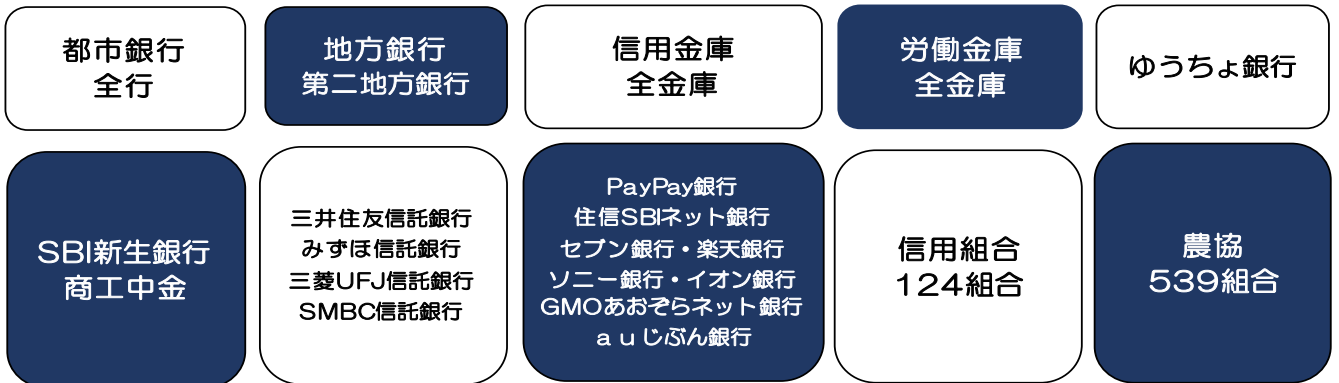 都市銀行
全行
地方銀行
第二地方銀行
信用金庫
全金庫
労働金庫
全金庫
ゆうちょ銀行
SBI新生銀行
商工中金
三井住友信託銀行
みずほ信託銀行
三菱UFJ信託銀行
SMBC信託銀行
PayPay銀行
住信SBIネット銀行
セブン銀行・楽天銀行
ソニー銀行・イオン銀行
GMOあおぞらネット銀行
ａｕじぶん銀行
信用組合
124組合
農協
539組合